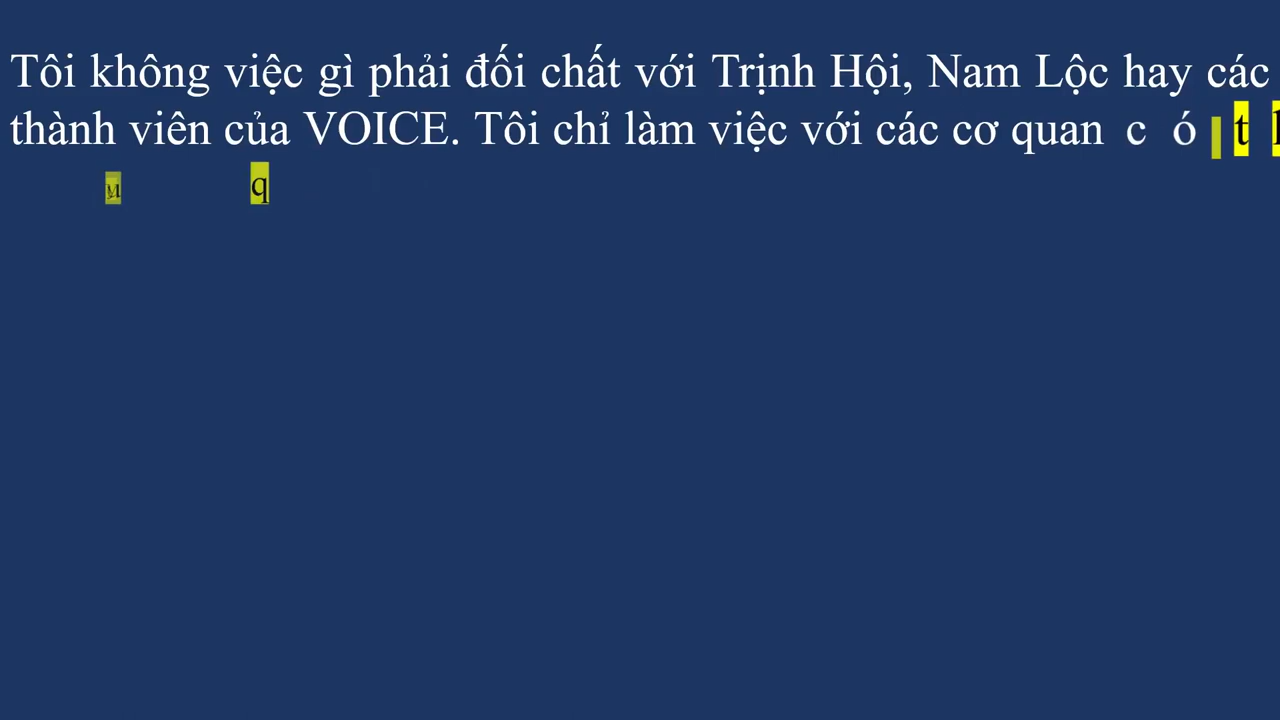 Tôi không việc gì phải đối chất với Trịnh Hội, Nam Lộc hay các
thành viên của VOICE. Tôi chỉ làm việc với các cơ quan c ó t
q